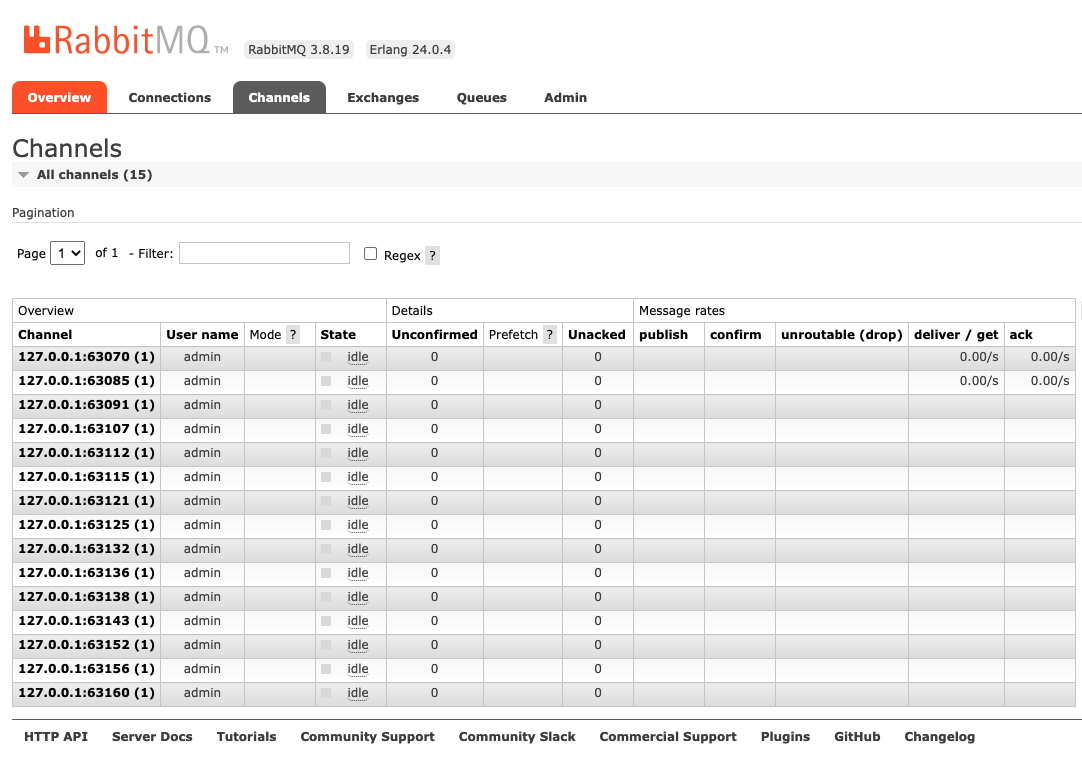 RabbitMQ TM RabbitMQ 3.8.19 Erlang 24.0.4
Overview Connections Channels Exchanges Queues Admin
Channels
All channels (15)
Pagination
Page 1 of 1 - Filter: Regex ?
Overview Details Message rates
Channel User name Mode ? State Unconfirmed Prefetch ? Unacked publish confirm unroutable (drop) deliver / get ack
127.0.0.1:63070 (1) admin idle 0 0 0.00/s 0.00/s
127.0.0.1:63085 (1) admin idle 0 0 0.00/s 0.00/s
127.0.0.1:63091 (1) admin idle 0 0
127.0.0.1:63107 (1) admin idle 0 0
127.0.0.1:63112 (1) admin idle 0 0
127.0.0.1:63115 (1) admin idle 0 0
127.0.0.1:63121 (1) admin idle 0 0
127.0.0.1:63125 (1) admin idle 0 0
127.0.0.1:63132 (1) admin idle 0 0
127.0.0.1:63136 (1) admin idle 0 0
127.0.0.1:63138 (1) admin idle 0 0
127.0.0.1:63143 (1) admin idle 0 0
127.0.0.1:63152 (1) admin idle 0 0
127.0.0.1:63156 (1) admin idle 0 0
127.0.0.1:63160 (1) admin idle 0 0
HTTP API Server Docs Tutorials Community Support Community Slack Commercial Support Plugins GitHub Changelog